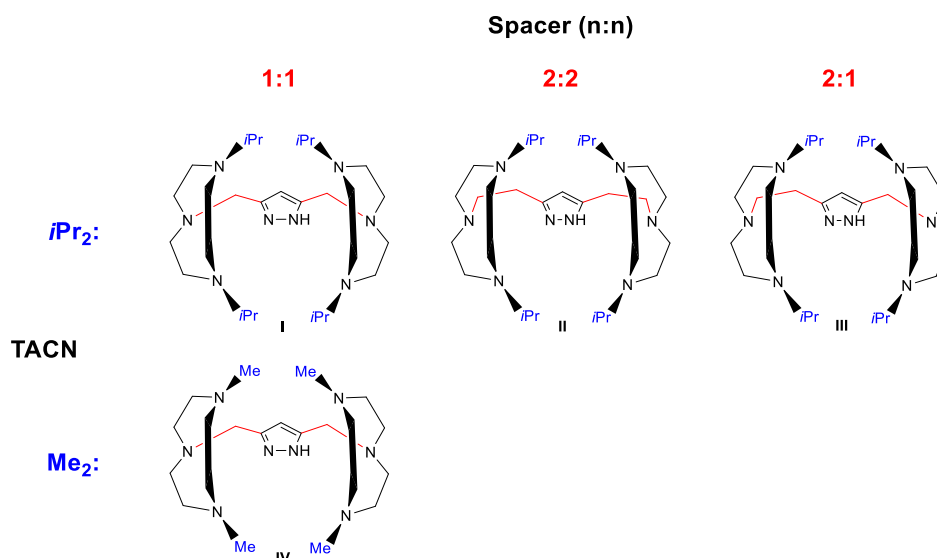 Spacer (n:n)
1:1 2:2 2:1
iPr iPr iPr iPr iPr iPr
N N N N N N
N N N N N N
N NH N NH N NH
iPr2:
N N N N N N
iPr iPr iPr iPr iPr iPr
I II III
TACN
Me Me
N N
N N
N NH
Me2:
N N
Me Me
IV